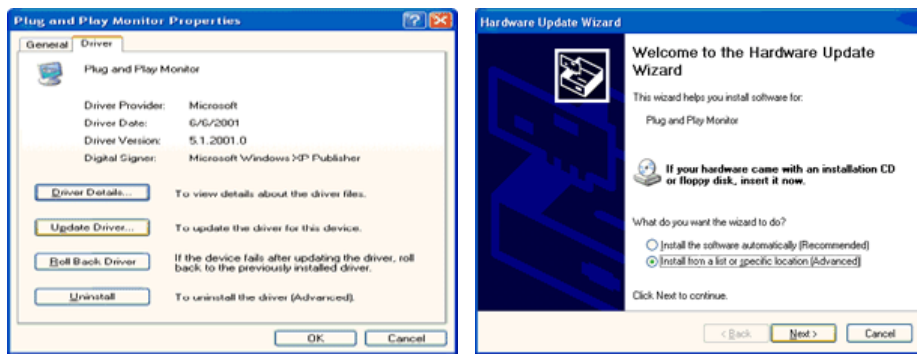 Plug and Play Monitor Properties
General Driver
Plug and Play Monitor
Driver Provider: Microsoft
Driver Date: 6/6/2001
Driver Version: 5.1.2001.0
Digital Signer: Microsoft Windows XP Publisher
Driver Details... To view details about the driver files.
Update Driver... To update the driver for this device.
Roll Back Driver If the device fails after updating the driver, roll
back to the previously installed driver.
Uninstall To uninstall the driver (Advanced).
OK Cancel
Hardware Update Wizard
Welcome to the Hardware Update
Wizard
This wizard helps you install software for:
Plug and Play Monitor
If your hardware came with an installation CD
or floppy disk, insert it now.
What do you want the wizard to do?
Install the software automatically (Recommended)
Install from a list or specific location (Advanced)
Click Next to continue.
< Back Next > Cancel